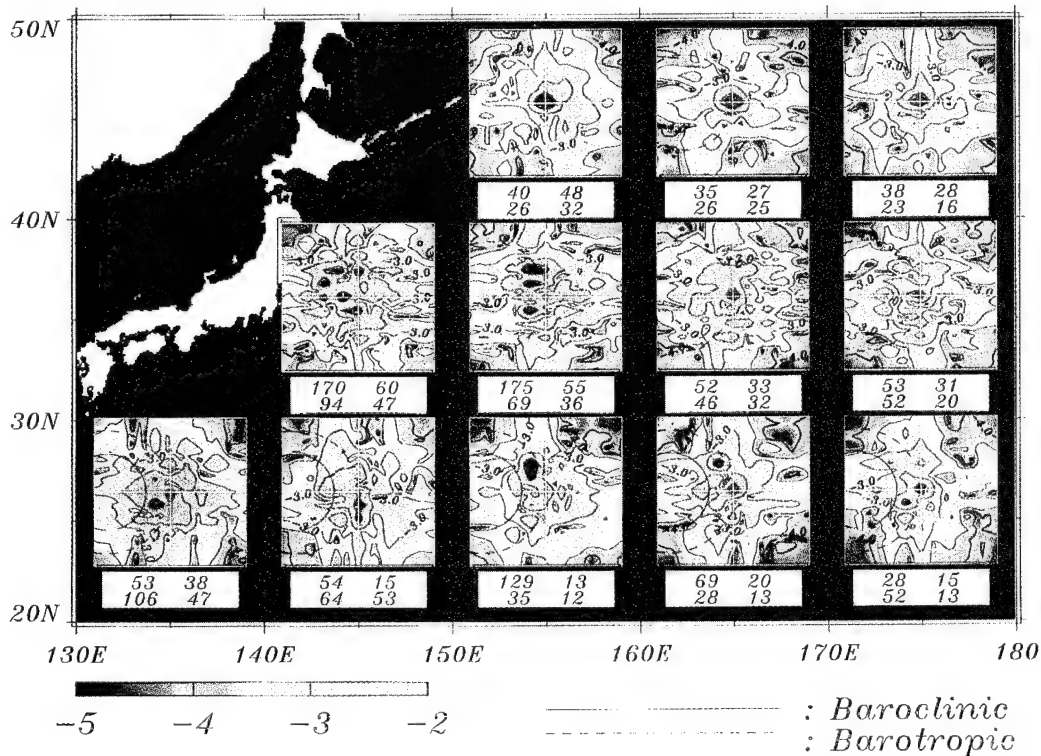 50N
40 48 35 27 38 28
26 32 26 25 23 16
40N
170 60 175 55 52 33 53 31
94 47 69 36 46 32 52 20
30N
53 38 54 15 129 13 69 20 28 15
106 47 64 53 35 12 28 13 52 13
20N
130E 140E 150E 160E 170E 180
-5 -4 -3 -2
: Baroclinic
: Barotropic